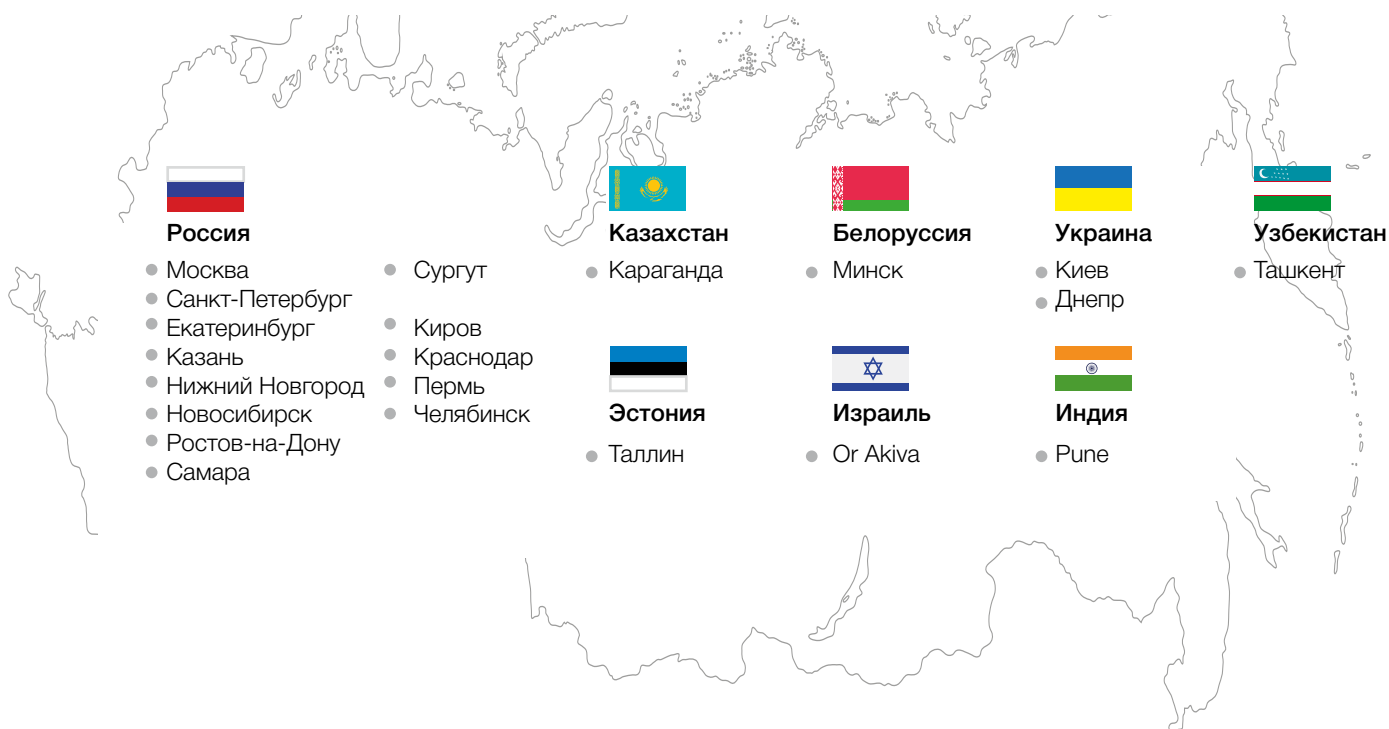 Россия
Москва
Санкт-Петербург
Екатеринбург
Казань
Нижний Новгород
Новосибирск
Ростов-на-Дону
Самара
Сургут
Киров
Краснодар
Пермь
Челябинск
Казахстан
Караганда
Белоруссия
Минск
Украина
Киев
Днепр
Узбекистан
Ташкент
Эстония
Таллин
Израиль
Or Akiva
Индия
Pune